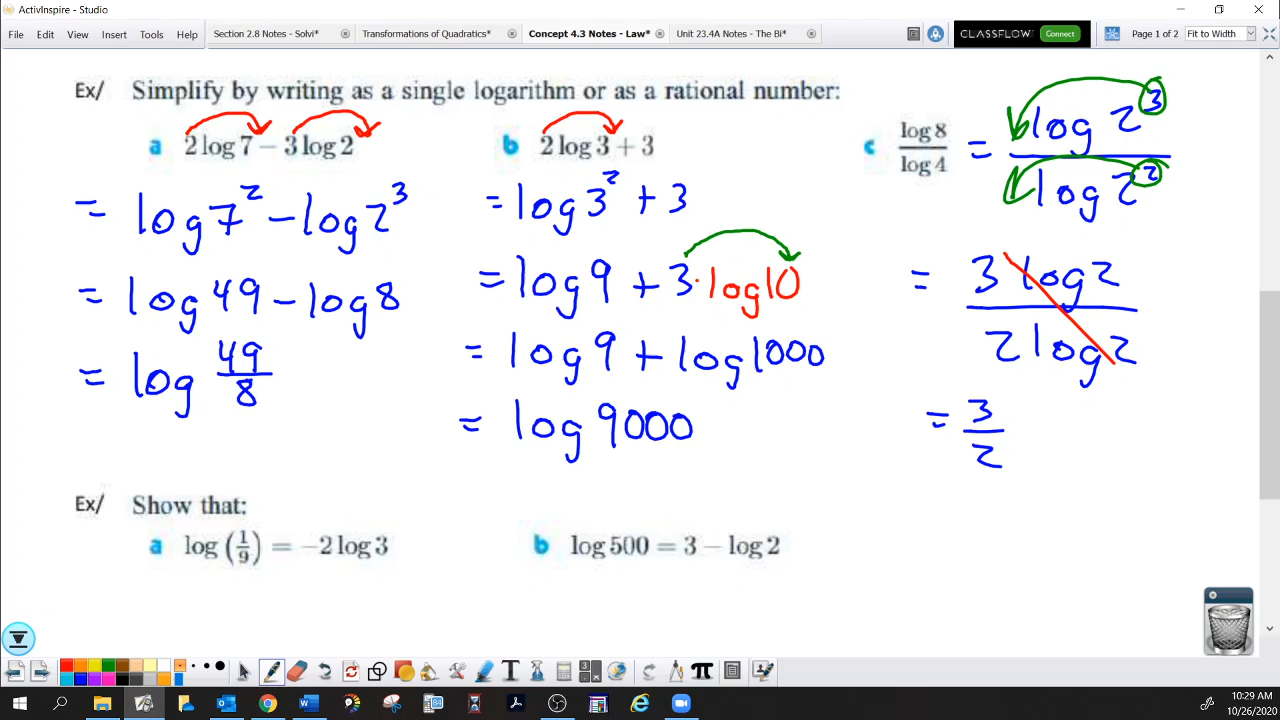 ActivInspire - Studio
File Edit View Insert Tools Help
Section 2.8 Notes - Solvi*
Transformations of Quadratics*
Concept 4.3 Notes - Law*
Unit 23.4A Notes - The Bi*
CLASSFLOW Connect
Page 1 of 2
Fit to Width
Ex/ Simplify by writing as a single logarithm or as a rational number:
a 2 log 7 − 3 log 2
= log 7² − log 2³
= log 49 − log 8
= log 49/8
b 2 log 3 + 3
= log 3² + 3
= log 9 + 3 · log 10
= log 9 + log 1000
= log 9000
c log 8 / log 4 = log 2³ / log 2²
= 3 log 2 / 2 log 2
= 3/2
Ex/ Show that:
a log (1/9) = −2 log 3
b log 500 = 3 − log 2
10:29 AM
10/26/2020